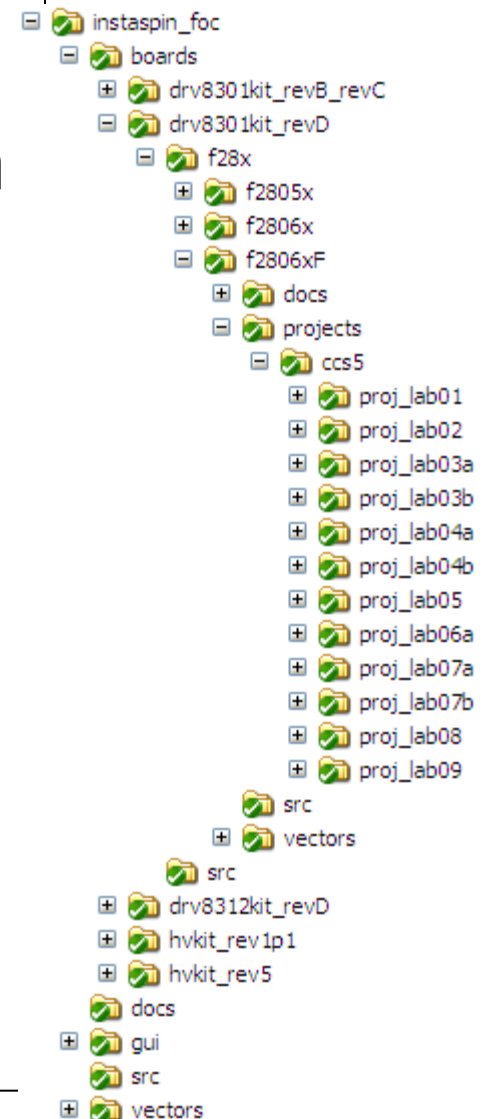 instaspin_foc
boards
drv8301kit_revB_revC
drv8301kit_revD
f28x
f2805x
f2806x
f2806xF
docs
projects
ccs5
proj_lab01
proj_lab02
proj_lab03a
proj_lab03b
proj_lab04a
proj_lab04b
proj_lab05
proj_lab06a
proj_lab07a
proj_lab07b
proj_lab08
proj_lab09
src
vectors
src
drv8312kit_revD
hvkit_rev1p1
hvkit_rev5
docs
gui
src
vectors